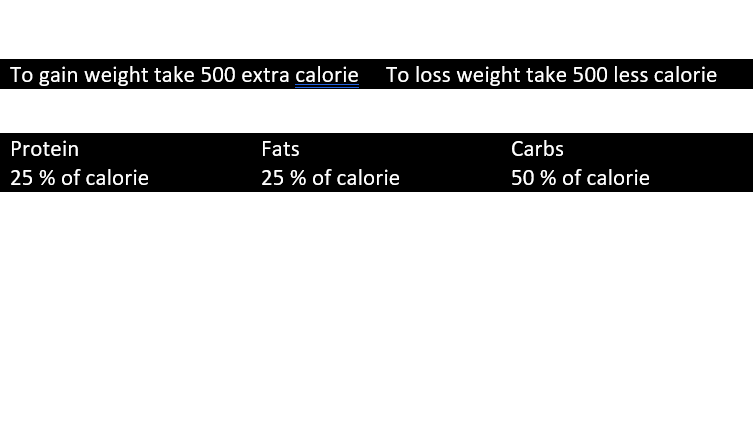 To gain weight take 500 extra calorie To loss weight take 500 less calorie
Protein Fats Carbs
25 % of calorie 25 % of calorie 50 % of calorie